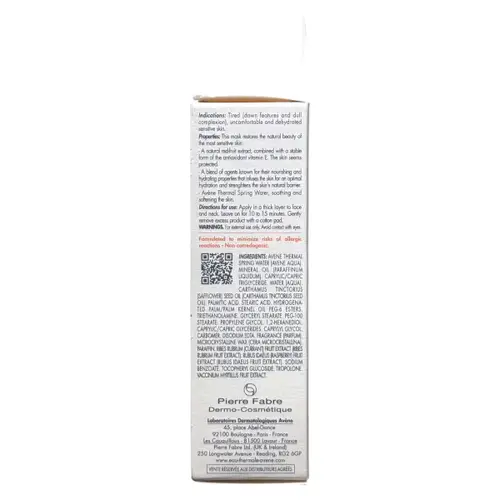 Indications: Tired (dawn features and dull
complexion), uncomfortable and dehydrated
sensitive skin.
Properties: This mask restores the natural beauty of
the most sensitive skin:
- A natural red-fruit extract, combined with a stable
form of the antioxidant vitamin E. The skin seems
protected.
- A blend of agents known for their nourishing and
hydrating properties that infuses the skin for an optimal
hydration and strengthens the skin's natural barrier.
- Avène Thermal Spring Water, soothing and
softening the skin.
Directions for use: Apply in a thick layer to face
and neck. Leave on for 10 to 15 minutes. Gently
remove excess product with a cotton pad.
WARNINGS. For external use only. Avoid contact with eyes.
Formulated to minimize risks of allergic
reactions - Non-comedogenic.
INGREDIENTS: AVENE THERMAL
SPRING WATER (AVENE AQUA).
MINERAL OIL (PARAFFINUM
LIQUIDUM). CAPRYLIC/CAPRIC
TRIGLYCERIDE. WATER (AQUA).
CARTHAMUS TINCTORIUS
(SAFFLOWER) SEED OIL (CARTHAMUS TINCTORIUS SEED
OIL). PALMITIC ACID. STEARIC ACID. HYDROGENA-
TED PALM/PALM KERNEL OIL PEG-6 ESTERS.
TRIETHANOLAMINE. GLYCERYL STEARATE. PEG-100
STEARATE. PROPYLENE GLYCOL. 1,2-HEXANEDIOL.
CAPRYLIC/CAPRIC GLYCERIDES. CAPRYLYL GLYCOL.
CARBOMER. DISODIUM EDTA. FRAGRANCE (PARFUM).
MICROCRYSTALLINE WAX (CERA MICROCRISTALLINA).
PARAFFIN. RIBES RUBRUM (CURRANT) FRUIT EXTRACT (RIBES
RUBRUM FRUIT EXTRACT). RUBUS IDAEUS (RASPBERRY) FRUIT
EXTRACT (RUBUS IDAEUS FRUIT EXTRACT). SODIUM
BENZOATE. TOCOPHERYL GLUCOSIDE. TROPOLONE.
VACCINIUM MYRTILLUS FRUIT EXTRACT.
Pierre Fabre
Dermo-Cosmétique
Laboratoires Dermatologiques Avène
45, place Abel-Gance
92100 Boulogne - Paris - France
Les Cauquillous - 81500 Lavaur - France
Pierre Fabre Ltd (UK & Ireland)
250 Longwater Avenue - Reading, RG2 6GP
www.eau-thermale-avene.com
VENTE RÉSERVÉE AUX DISTRIBUTEURS AGRÉÉS